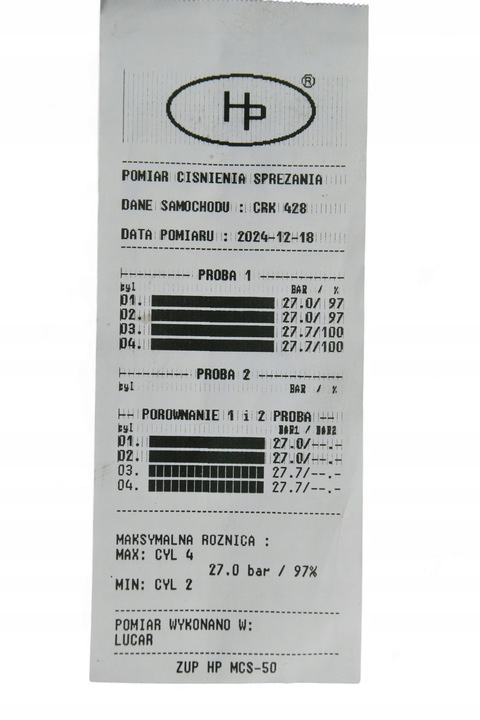 HP ®
POMIAR CISNIENIA SPREZANIA
DANE SAMOCHODU : CRK 428
DATA POMIARU : 2024-12-18
PROBA 1
cyl BAR / %
01. 27.0/ 97
02. 27.0/ 97
03. 27.7/100
04. 27.7/100
PROBA 2
cyl BAR / %
POROWNANIE 1 i 2 PROBA
cyl BAR1 / BAR2
01. 27.0/--.-
02. 27.0/--.-
03. 27.7/--.-
04. 27.7/--.-
MAKSYMALNA ROZNICA :
MAX: CYL 4
27.0 bar / 97%
MIN: CYL 2
POMIAR WYKONANO W:
LUCAR
ZUP HP MCS-50